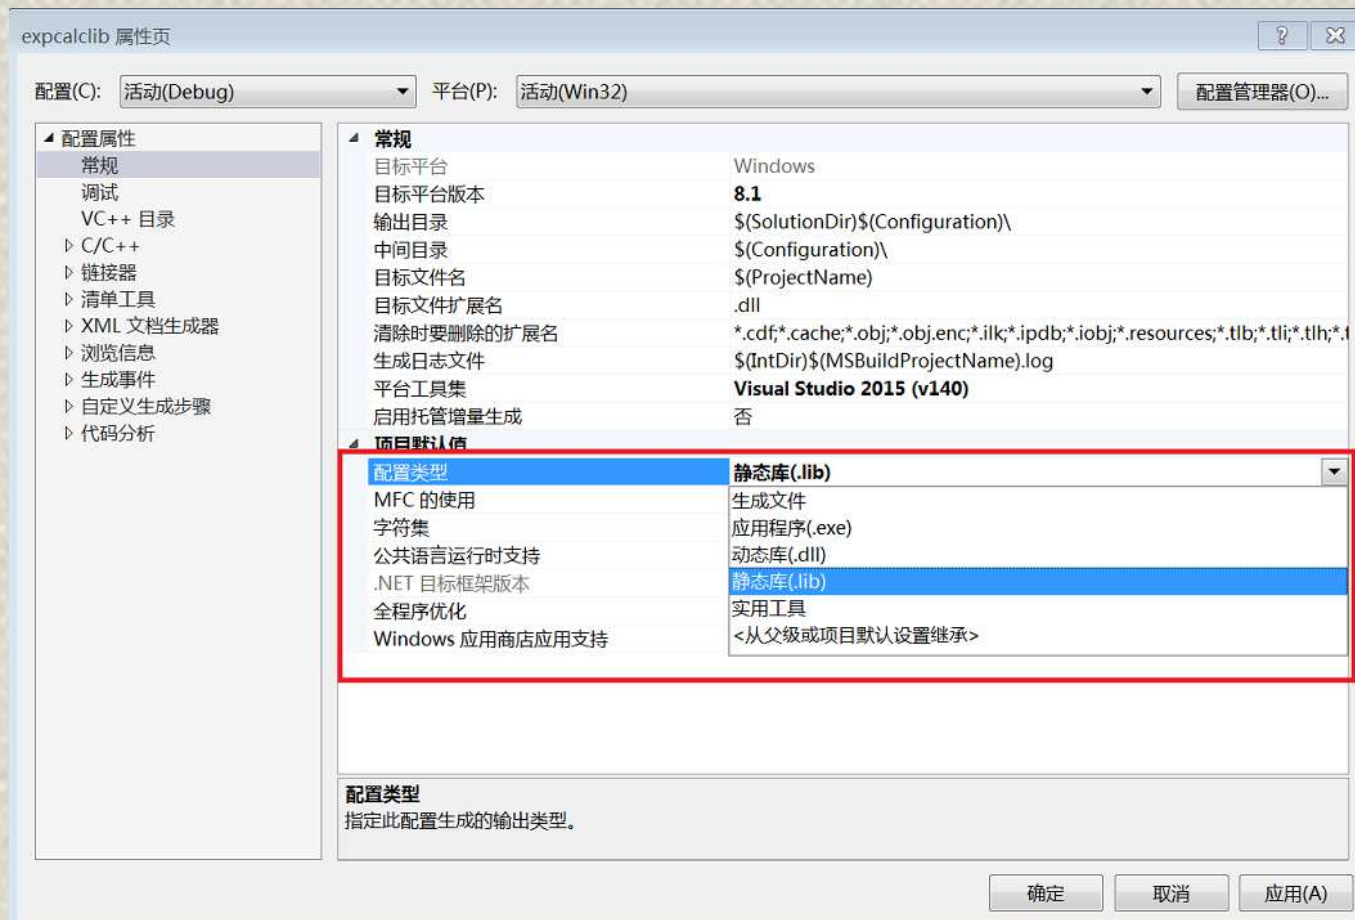 expcalclib 属性页
配置(C): 活动(Debug) 平台(P): 活动(Win32) 配置管理器(O)...
配置属性
常规
调试
VC++ 目录
C/C++
链接器
清单工具
XML 文档生成器
浏览信息
生成事件
自定义生成步骤
代码分析
常规
目标平台 Windows
目标平台版本 8.1
输出目录 $(SolutionDir)$(Configuration)\
中间目录 $(Configuration)\
目标文件名 $(ProjectName)
目标文件扩展名 .dll
清除时要删除的扩展名 *.cdf;*.cache;*.obj;*.obj.enc;*.ilk;*.ipdb;*.iobj;*.resources;*.tlb;*.tli;*.tlh;*.t
生成日志文件 $(IntDir)$(MSBuildProjectName).log
平台工具集 Visual Studio 2015 (v140)
启用托管增量生成 否
项目默认值
配置类型 静态库(.lib)
MFC 的使用 生成文件
字符集 应用程序(.exe)
公共语言运行时支持 动态库(.dll)
.NET 目标框架版本 静态库(.lib)
全程序优化 实用工具
Windows 应用商店应用支持 <从父级或项目默认设置继承>
配置类型
指定此配置生成的输出类型。
确定 取消 应用(A)